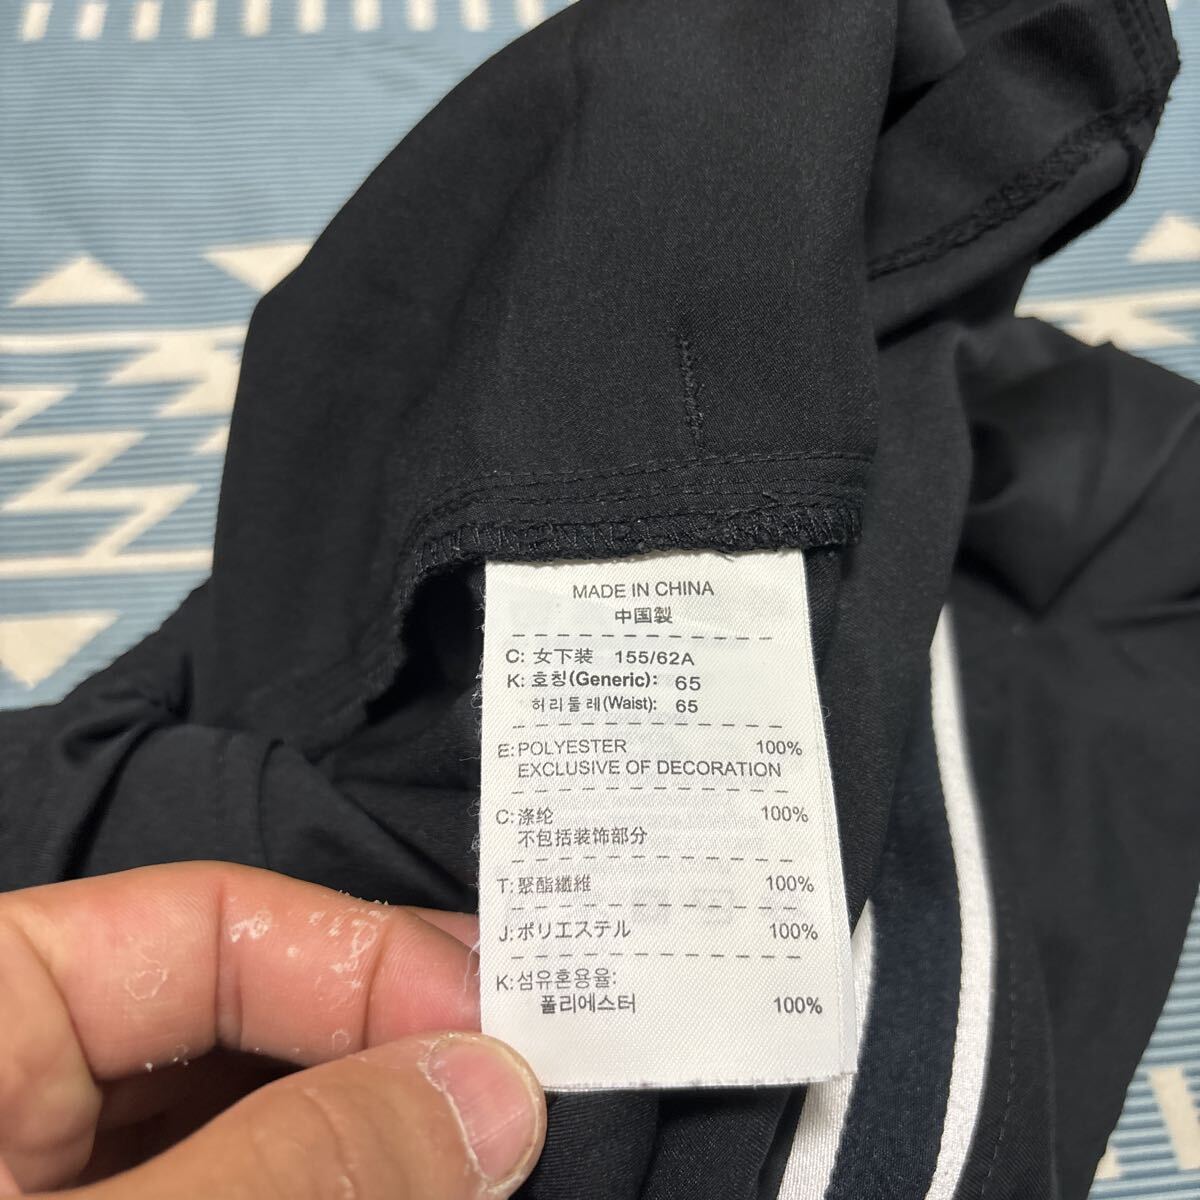 MADE IN CHINA
中国製
C: 女下装 155/62A
K: 호칭(Generic): 65
허리둘레(Waist): 65
E: POLYESTER 100%
EXCLUSIVE OF DECORATION
C: 涤纶 100%
不包括装饰部分
T: 聚酯纖維 100%
J: ポリエステル 100%
K: 섬유혼용율:
폴리에스터 100%